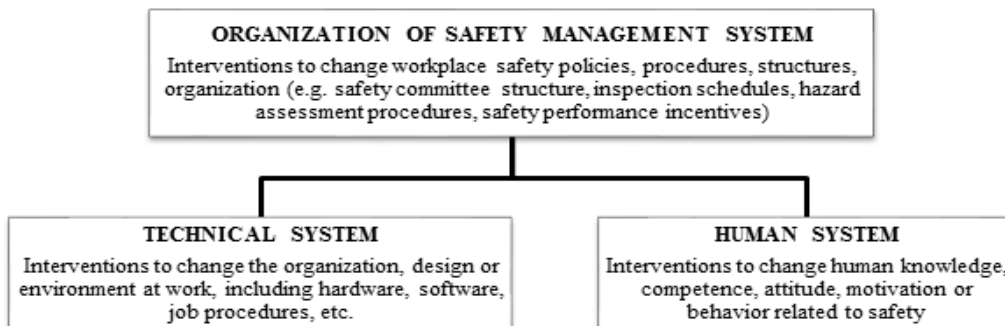 ORGANIZATION OF SAFETY MANAGEMENT SYSTEM
Interventions to change workplace safety policies, procedures, structures,
organization (e.g. safety committee structure, inspection schedules, hazard
assessment procedures, safety performance incentives)
TECHNICAL SYSTEM
Interventions to change the organization, design or
environment at work, including hardware, software,
job procedures, etc.
HUMAN SYSTEM
Interventions to change human knowledge,
competence, attitude, motivation or
behavior related to safety